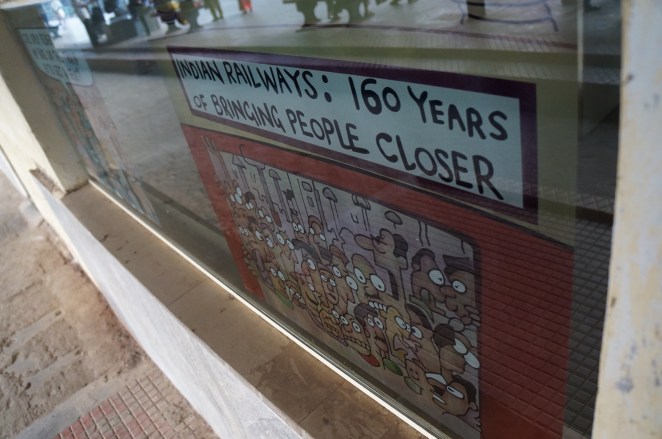 INDIAN RAILWAYS: 160 YEARS
OF BRINGING PEOPLE CLOSER